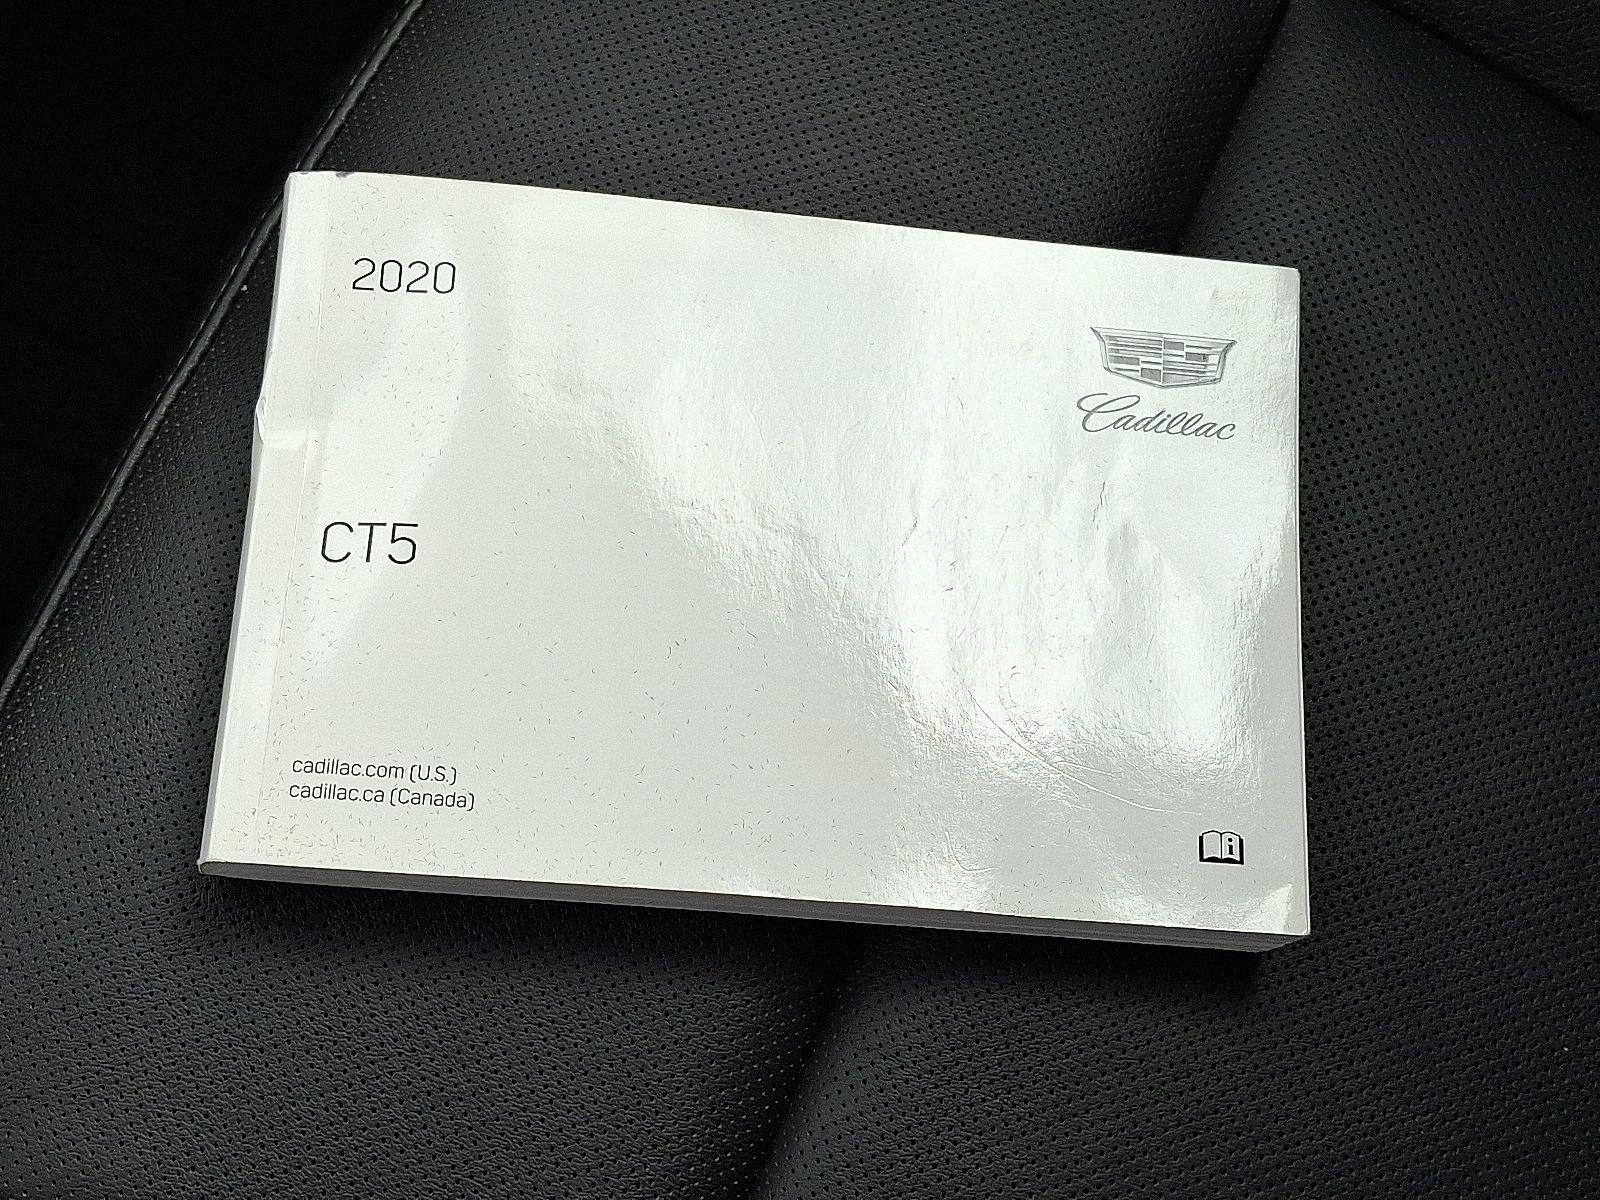 2020
Cadillac
CT5
cadillac.com (U.S.)
cadillac.ca (Canada)
i